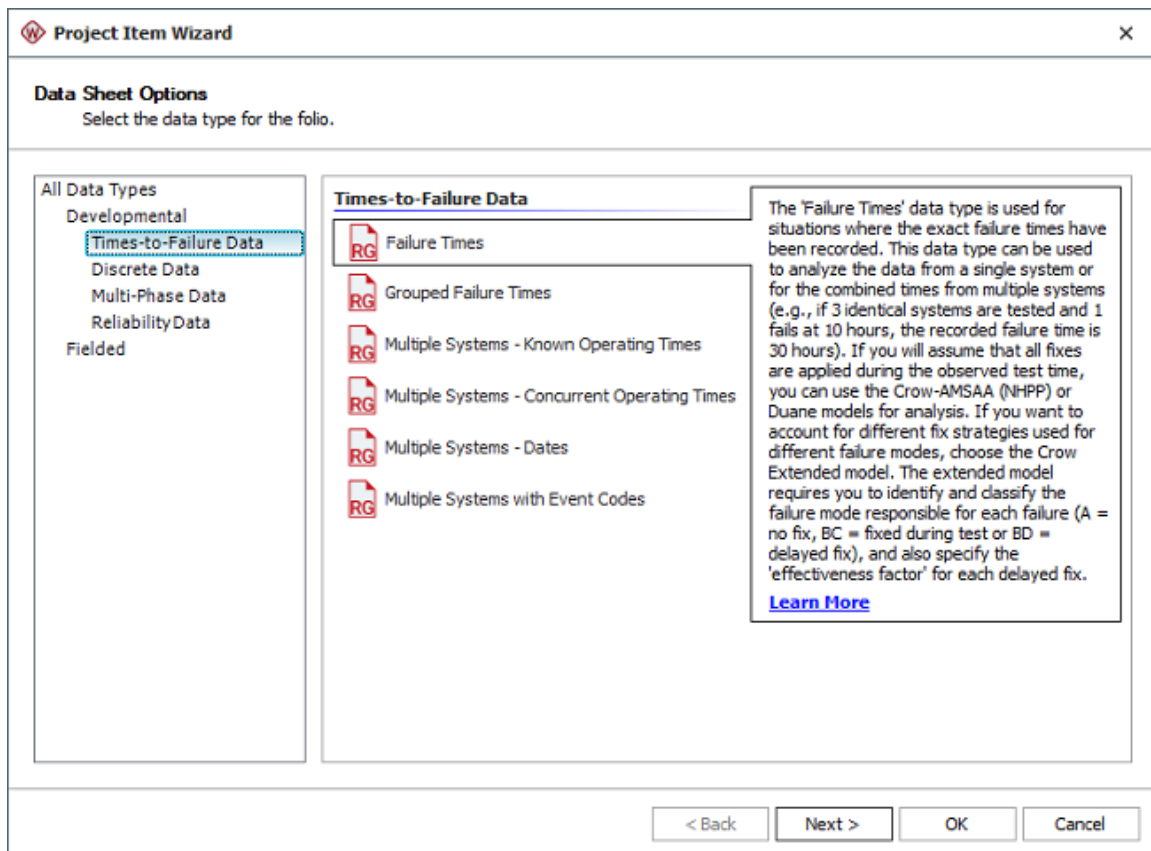 Project Item Wizard
Data Sheet Options
Select the data type for the folio.
All Data Types
Developmental
Times-to-Failure Data
Discrete Data
Multi-Phase Data
Reliability Data
Fielded
Times-to-Failure Data
RG Failure Times
RG Grouped Failure Times
RG Multiple Systems - Known Operating Times
RG Multiple Systems - Concurrent Operating Times
RG Multiple Systems - Dates
RG Multiple Systems with Event Codes
The 'Failure Times' data type is used for
situations where the exact failure times have
been recorded. This data type can be used
to analyze the data from a single system or
for the combined times from multiple systems
(e.g., if 3 identical systems are tested and 1
fails at 10 hours, the recorded failure time is
30 hours). If you will assume that all fixes
are applied during the observed test time,
you can use the Crow-AMSAA (NHPP) or
Duane models for analysis. If you want to
account for different fix strategies used for
different failure modes, choose the Crow
Extended model. The extended model
requires you to identify and classify the
failure mode responsible for each failure (A =
no fix, BC = fixed during test or BD =
delayed fix), and also specify the
'effectiveness factor' for each delayed fix.
Learn More
< Back Next > OK Cancel